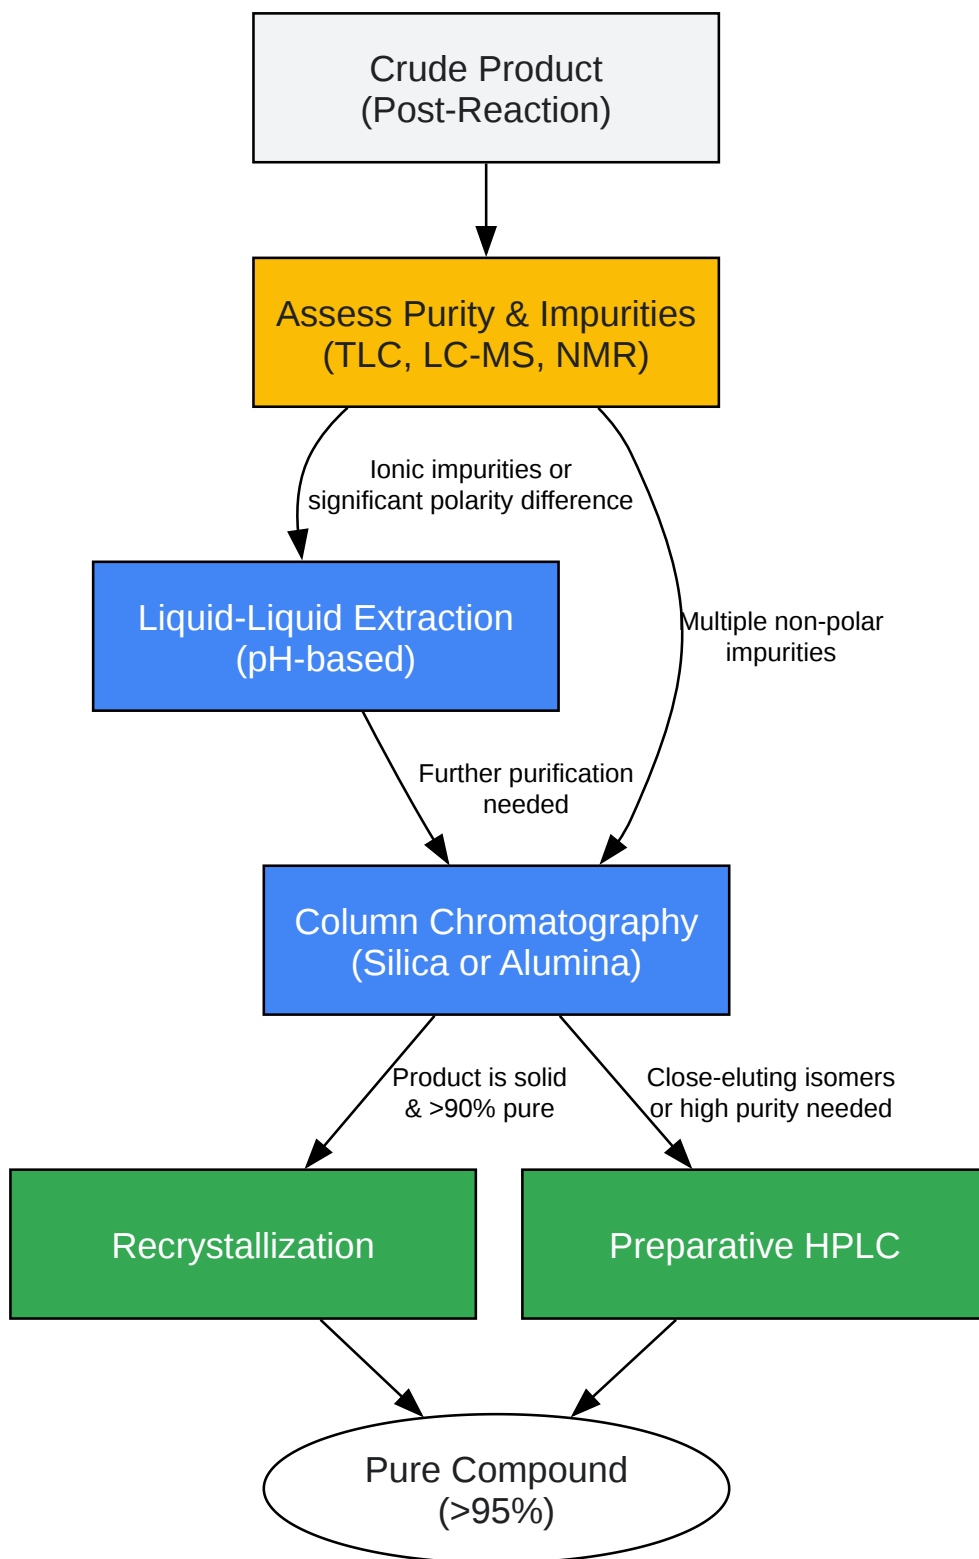 Crude Product
(Post-Reaction)
Assess Purity & Impurities
(TLC, LC-MS, NMR)
Ionic impurities or
significant polarity difference
Liquid-Liquid Extraction
(pH-based)
Multiple non-polar
impurities
Further purification
needed
Column Chromatography
(Silica or Alumina)
Product is solid
& >90% pure
Close-eluting isomers
or high purity needed
Recrystallization
Preparative HPLC
Pure Compound
(>95%)